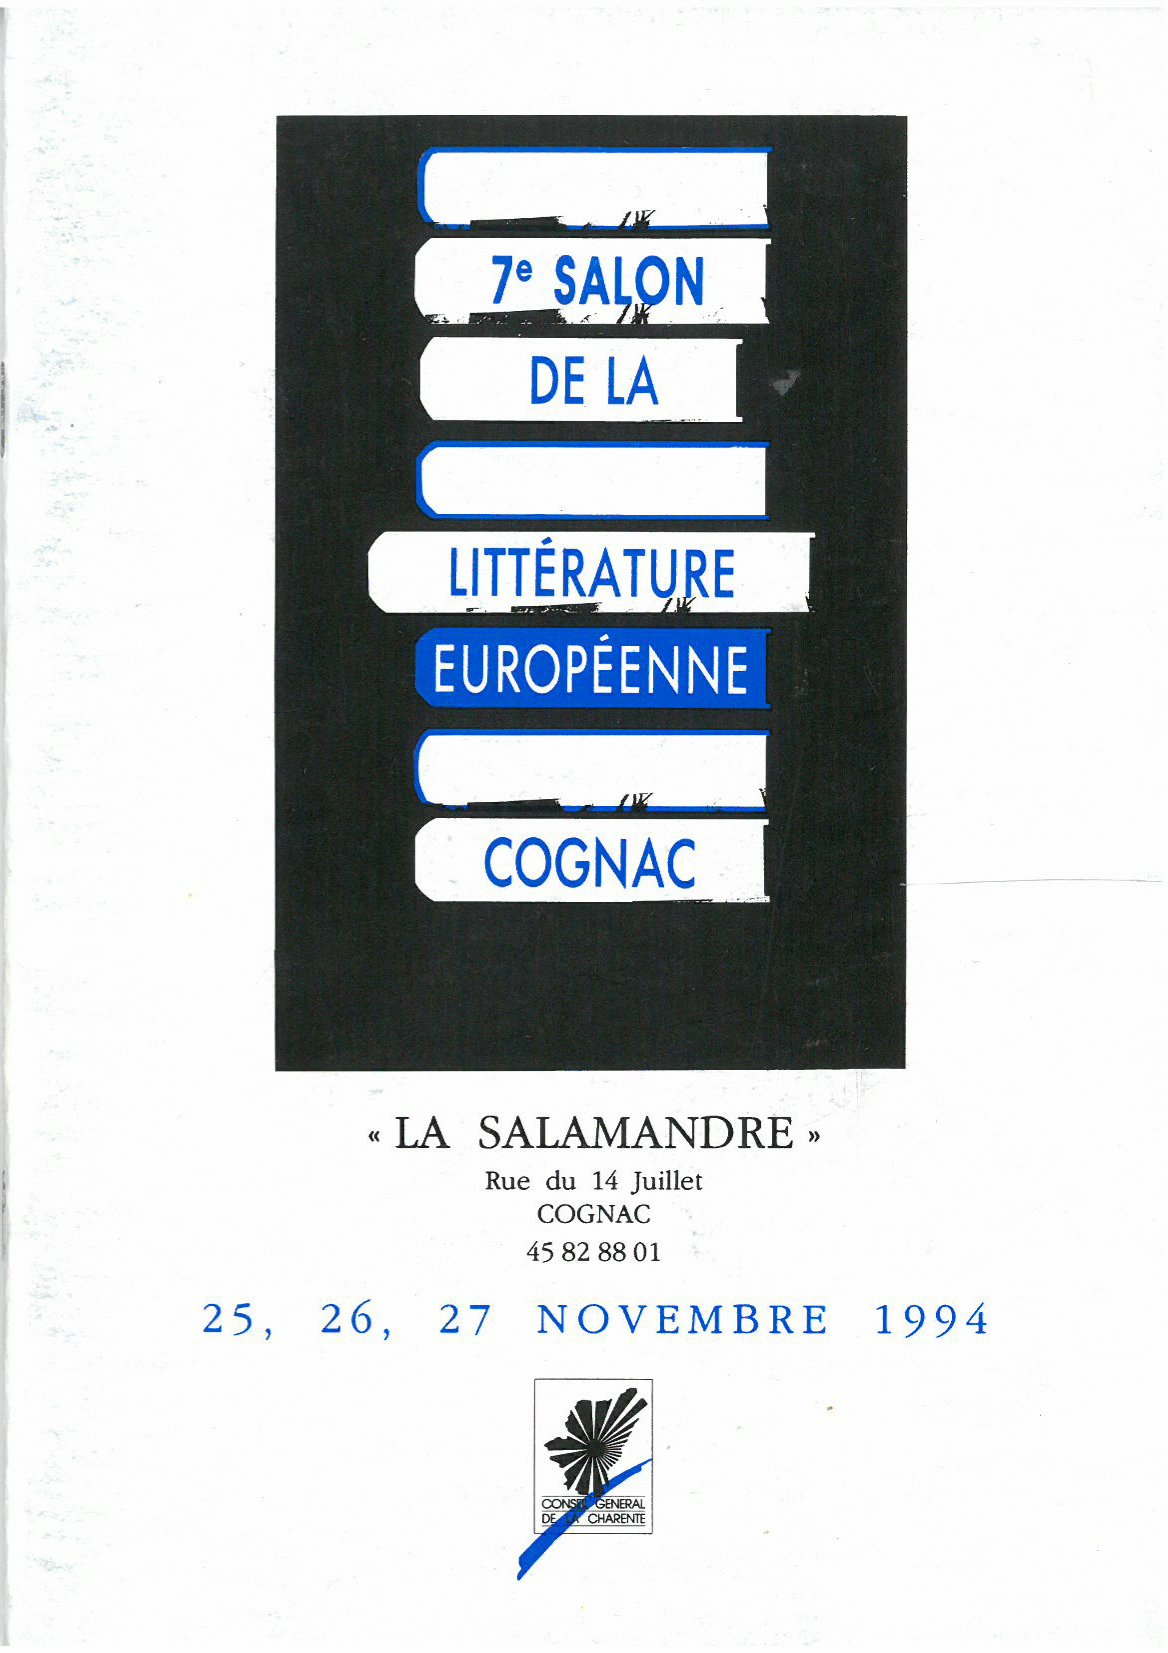 7e SALON
DE LA
LITTÉRATURE
EUROPÉENNE
COGNAC
« LA SALAMANDRE »
Rue du 14 Juillet
COGNAC
45 82 88 01
25, 26, 27 NOVEMBRE 1994
CONSEIL GENERAL
DE LA CHARENTE